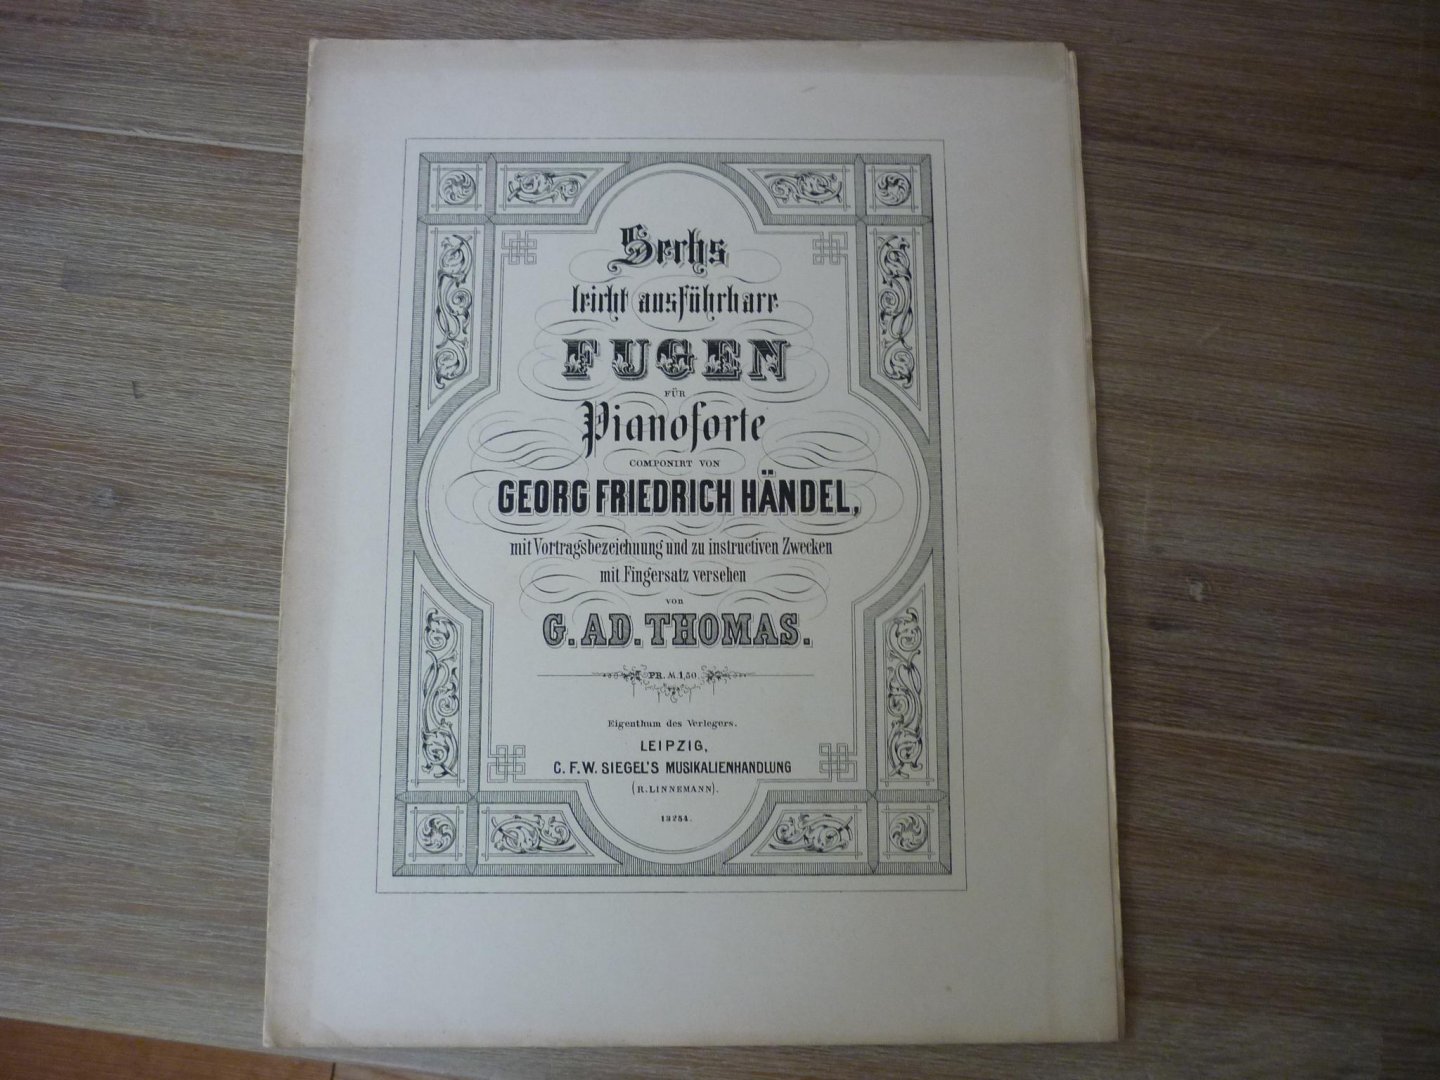 Sechs
leicht ausführbare
FUGEN
FÜR
Pianoforte
COMPONIRT VON
GEORG FRIEDRICH HÄNDEL,
mit Vortragsbezeichnung und zu instructiven Zwecken
mit Fingersatz versehen
von
G. AD. THOMAS.
PR. M. 1,50.
Eigenthum des Verlegers.
LEIPZIG,
C. F. W. SIEGEL'S MUSIKALIENHANDLUNG
(R. LINNEMANN).
13254.